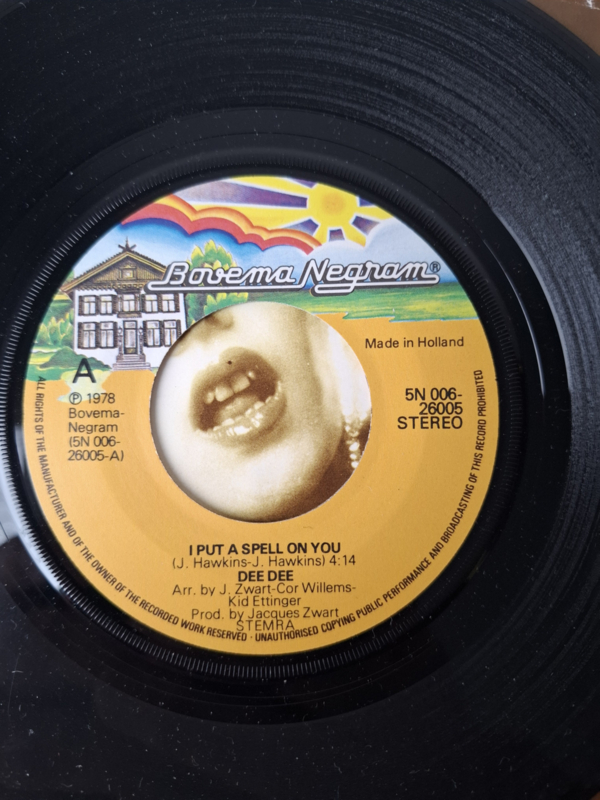 Bovema Negram®
Made in Holland
A
Ⓟ 1978
Bovema-
Negram
(5N 006-
26005-A)
5N 006-
26005
STEREO
I PUT A SPELL ON YOU
(J. Hawkins-J. Hawkins) 4:14
DEE DEE
Arr. by J. Zwart-Cor Willems-
Kid Ettinger
Prod. by Jacques Zwart
STEMRA
ALL RIGHTS OF THE MANUFACTURER AND OF THE OWNER OF THE RECORDED WORK RESERVED · UNAUTHORISED COPYING PUBLIC PERFORMANCE AND BROADCASTING OF THIS RECORD PROHIBITED